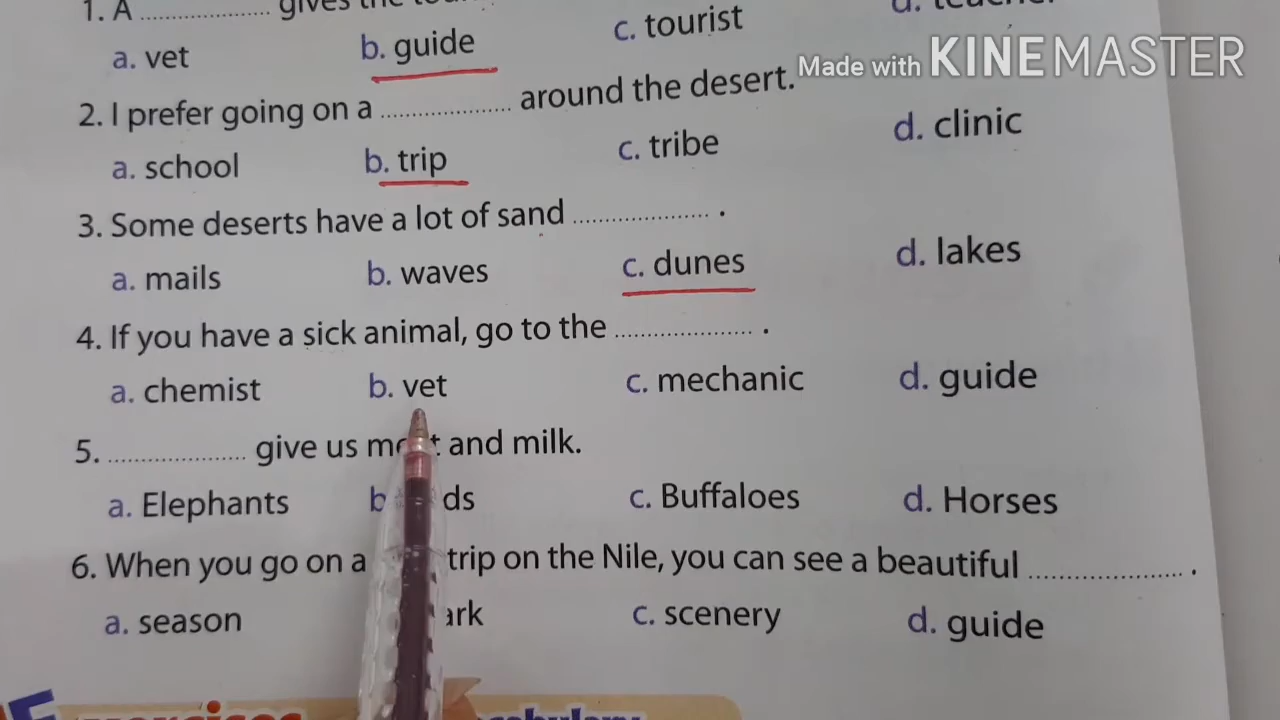 1. A .................... gives the
a. vet b. guide c. tourist d. teacher
Made with KINEMASTER
2. I prefer going on a .................... around the desert.
a. school b. trip c. tribe d. clinic
3. Some deserts have a lot of sand .................... .
a. mails b. waves c. dunes d. lakes
4. If you have a sick animal, go to the .................... .
a. chemist b. vet c. mechanic d. guide
5. .................... give us meat and milk.
a. Elephants b ds c. Buffaloes d. Horses
6. When you go on a trip on the Nile, you can see a beautiful .................... .
a. season ark c. scenery d. guide